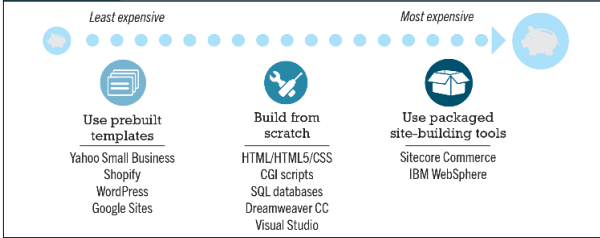 Least expensive
Most expensive
Use prebuilt
templates
Yahoo Small Business
Shopify
WordPress
Google Sites
Build from
scratch
HTML/HTML5/CSS
CGI scripts
SQL databases
Dreamweaver CC
Visual Studio
Use packaged
site-building tools
Sitecore Commerce
IBM WebSphere